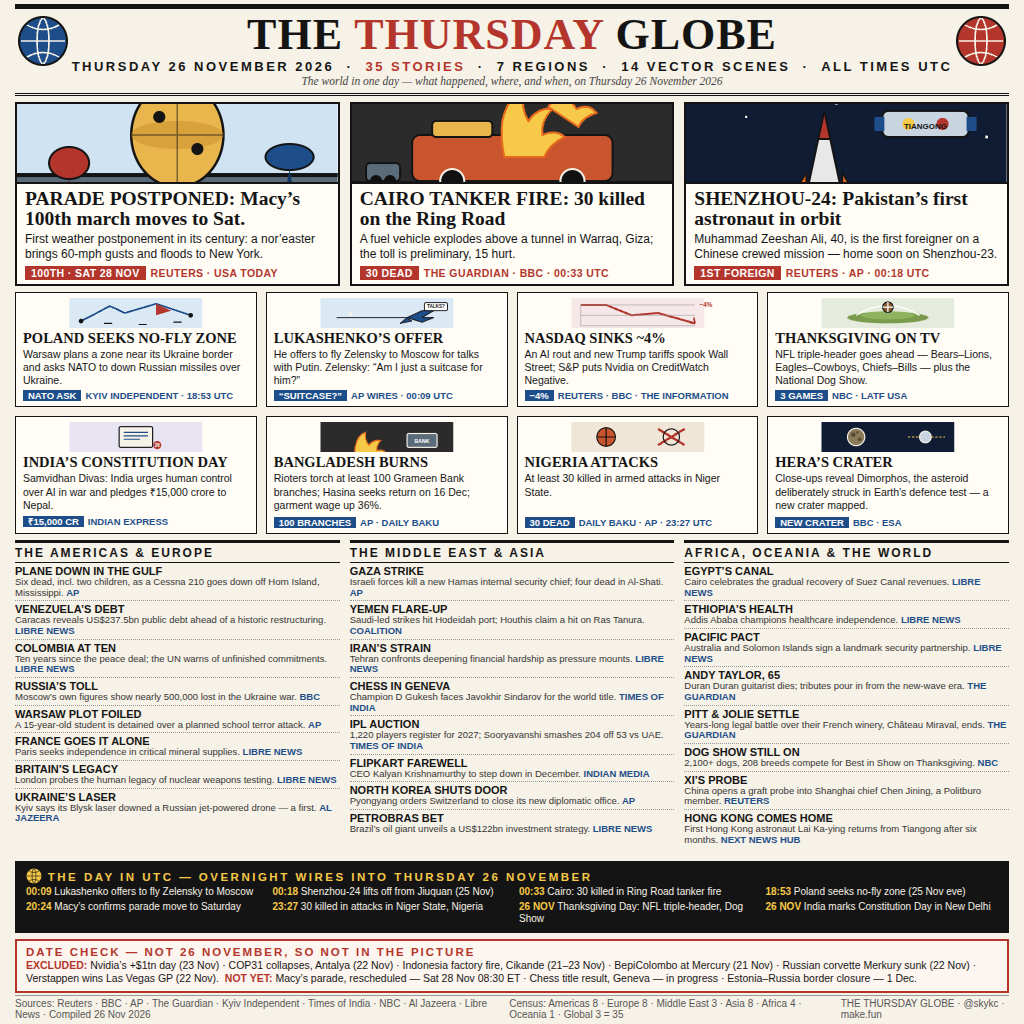 THE THURSDAY GLOBE
THURSDAY 26 NOVEMBER 2026 · 35 STORIES · 7 REGIONS · 14 VECTOR SCENES · ALL TIMES UTC
The world in one day — what happened, where, and when, on Thursday 26 November 2026
PARADE POSTPONED: Macy’s
100th march moves to Sat.
First weather postponement in its century: a nor’easter
brings 60-mph gusts and floods to New York.
100TH · SAT 28 NOV REUTERS · USA TODAY
CAIRO TANKER FIRE: 30 killed
on the Ring Road
A fuel vehicle explodes above a tunnel in Warraq, Giza;
the toll is preliminary, 15 hurt.
30 DEAD THE GUARDIAN · BBC · 00:33 UTC
TIANGONG
SHENZHOU-24: Pakistan’s first
astronaut in orbit
Muhammad Zeeshan Ali, 40, is the first foreigner on a
Chinese crewed mission — home soon on Shenzhou-23.
1ST FOREIGN REUTERS · AP · 00:18 UTC
POLAND SEEKS NO-FLY ZONE
Warsaw plans a zone near its Ukraine border
and asks NATO to down Russian missiles over
Ukraine.
NATO ASK KYIV INDEPENDENT · 18:53 UTC
TALKS?
LUKASHENKO’S OFFER
He offers to fly Zelensky to Moscow for talks
with Putin. Zelensky: “Am I just a suitcase for
him?”
“SUITCASE?” AP WIRES · 00:09 UTC
−4%
NASDAQ SINKS ~4%
An AI rout and new Trump tariffs spook Wall
Street; S&P puts Nvidia on CreditWatch
Negative.
−4% REUTERS · BBC · THE INFORMATION
THANKSGIVING ON TV
NFL triple-header goes ahead — Bears–Lions,
Eagles–Cowboys, Chiefs–Bills — plus the
National Dog Show.
3 GAMES NBC · LATF USA
INDIA’S CONSTITUTION DAY
Samvidhan Divas: India urges human control
over AI in war and pledges ₹15,000 crore to
Nepal.
₹15,000 CR INDIAN EXPRESS
BANK
BANGLADESH BURNS
Rioters torch at least 100 Grameen Bank
branches; Hasina seeks return on 16 Dec;
garment wage up 36%.
100 BRANCHES AP · DAILY BAKU
NIGERIA ATTACKS
At least 30 killed in armed attacks in Niger
State.
30 DEAD DAILY BAKU · AP · 23:27 UTC
HERA’S CRATER
Close-ups reveal Dimorphos, the asteroid
deliberately struck in Earth’s defence test — a
new crater mapped.
NEW CRATER BBC · ESA
THE AMERICAS & EUROPE
PLANE DOWN IN THE GULF
Six dead, incl. two children, as a Cessna 210 goes down off Horn Island,
Mississippi. AP
VENEZUELA’S DEBT
Caracas reveals US$237.5bn public debt ahead of a historic restructuring.
LIBRE NEWS
COLOMBIA AT TEN
Ten years since the peace deal; the UN warns of unfinished commitments.
LIBRE NEWS
RUSSIA’S TOLL
Moscow’s own figures show nearly 500,000 lost in the Ukraine war. BBC
WARSAW PLOT FOILED
A 15-year-old student is detained over a planned school terror attack. AP
FRANCE GOES IT ALONE
Paris seeks independence in critical mineral supplies. LIBRE NEWS
BRITAIN’S LEGACY
London probes the human legacy of nuclear weapons testing. LIBRE NEWS
UKRAINE’S LASER
Kyiv says its Blysk laser downed a Russian jet-powered drone — a first. AL
JAZEERA
THE MIDDLE EAST & ASIA
GAZA STRIKE
Israeli forces kill a new Hamas internal security chief; four dead in Al-Shati.
AP
YEMEN FLARE-UP
Saudi-led strikes hit Hodeidah port; Houthis claim a hit on Ras Tanura.
COALITION
IRAN’S STRAIN
Tehran confronts deepening financial hardship as pressure mounts. LIBRE
NEWS
CHESS IN GENEVA
Champion D Gukesh faces Javokhir Sindarov for the world title. TIMES OF
INDIA
IPL AUCTION
1,220 players register for 2027; Sooryavanshi smashes 204 off 53 vs UAE.
TIMES OF INDIA
FLIPKART FAREWELL
CEO Kalyan Krishnamurthy to step down in December. INDIAN MEDIA
NORTH KOREA SHUTS DOOR
Pyongyang orders Switzerland to close its new diplomatic office. AP
PETROBRAS BET
Brazil’s oil giant unveils a US$122bn investment strategy. LIBRE NEWS
AFRICA, OCEANIA & THE WORLD
EGYPT’S CANAL
Cairo celebrates the gradual recovery of Suez Canal revenues. LIBRE
NEWS
ETHIOPIA’S HEALTH
Addis Ababa champions healthcare independence. LIBRE NEWS
PACIFIC PACT
Australia and Solomon Islands sign a landmark security partnership. LIBRE
NEWS
ANDY TAYLOR, 65
Duran Duran guitarist dies; tributes pour in from the new-wave era. THE
GUARDIAN
PITT & JOLIE SETTLE
Years-long legal battle over their French winery, Château Miraval, ends. THE
GUARDIAN
DOG SHOW STILL ON
2,100+ dogs, 208 breeds compete for Best in Show on Thanksgiving. NBC
XI’S PROBE
China opens a graft probe into Shanghai chief Chen Jining, a Politburo
member. REUTERS
HONG KONG COMES HOME
First Hong Kong astronaut Lai Ka-ying returns from Tiangong after six
months. NEXT NEWS HUB
THE DAY IN UTC — OVERNIGHT WIRES INTO THURSDAY 26 NOVEMBER
00:09 Lukashenko offers to fly Zelensky to Moscow
00:18 Shenzhou-24 lifts off from Jiuquan (25 Nov)
00:33 Cairo: 30 killed in Ring Road tanker fire
18:53 Poland seeks no-fly zone (25 Nov eve)
20:24 Macy’s confirms parade move to Saturday
23:27 30 killed in attacks in Niger State, Nigeria
26 NOV Thanksgiving Day: NFL triple-header, Dog
Show
26 NOV India marks Constitution Day in New Delhi
DATE CHECK — NOT 26 NOVEMBER, SO NOT IN THE PICTURE
EXCLUDED: Nvidia’s +$1tn day (23 Nov) · COP31 collapses, Antalya (22 Nov) · Indonesia factory fire, Cikande (21–23 Nov) · BepiColombo at Mercury (21 Nov) · Russian corvette Merkury sunk (22 Nov) ·
Verstappen wins Las Vegas GP (22 Nov). NOT YET: Macy’s parade, rescheduled — Sat 28 Nov 08:30 ET · Chess title result, Geneva — in progress · Estonia–Russia border closure — 1 Dec.
Sources: Reuters · BBC · AP · The Guardian · Kyiv Independent · Times of India · NBC · Al Jazeera · Libre
News · Compiled 26 Nov 2026
Census: Americas 8 · Europe 8 · Middle East 3 · Asia 8 · Africa 4 ·
Oceania 1 · Global 3 = 35
THE THURSDAY GLOBE · @skykc ·
make.fun